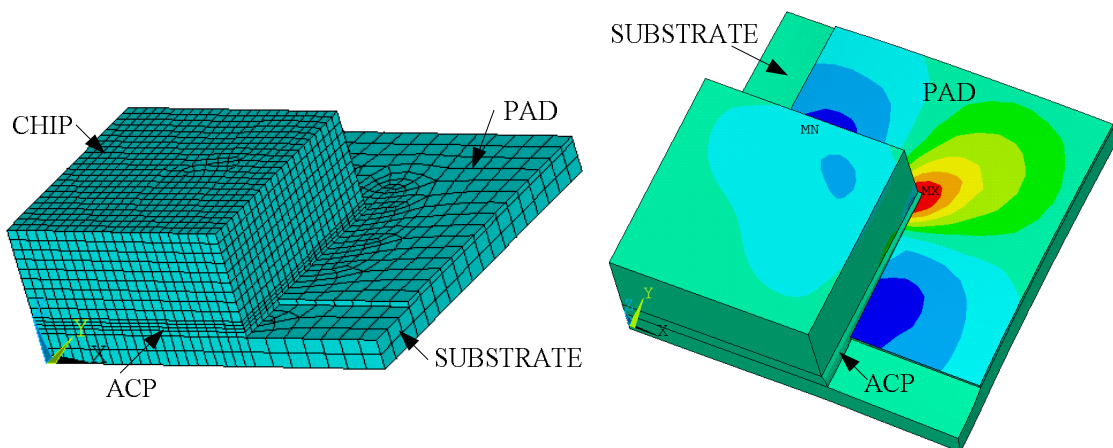 CHIP
PAD
Y
X
ACP
SUBSTRATE
SUBSTRATE
PAD
MN
MX
Y
X
ACP